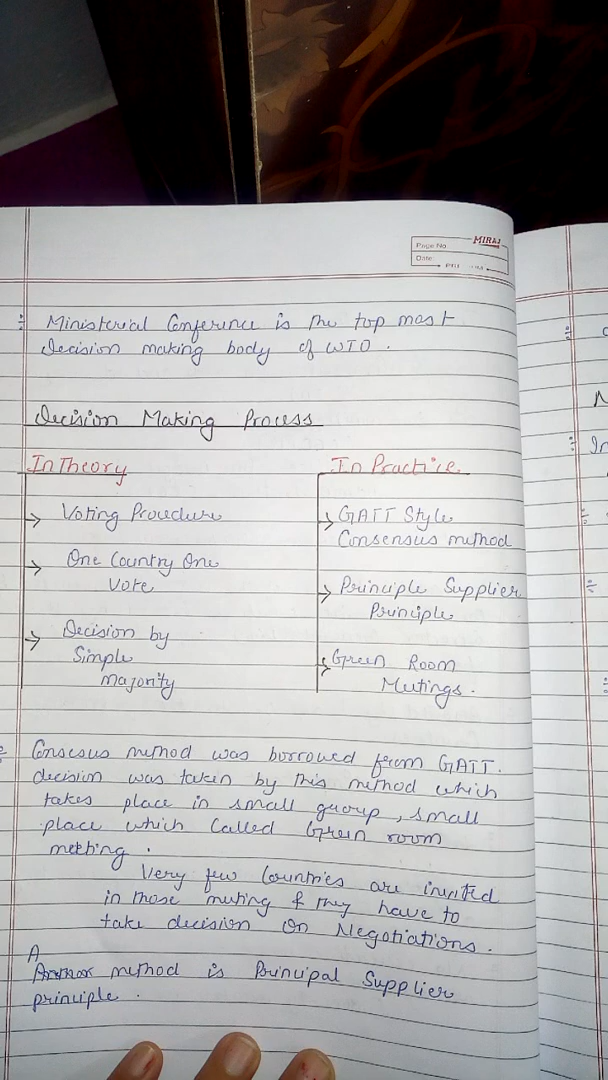 MIRAJ
Page No
Date
÷ Ministerial Conference is the top most
decision making body of WTO.
Decision Making Process
In Theory
In Practice
→ Voting Procedure
→ GATT Style
Consensus method
→ One Country One
Vote
→ Principle Supplier
Principle
→ Decision by
Simple
majority
→ Green Room
Meetings.
÷ Conscsus method was borrowed from GATT.
decision was taken by this method which
takes place in small group, small
place which called Green room
meeting.
Very few Countries are invited
in those meeting & they have to
take decision on Negotiations.
A
method is Principal Supplier
principle.
In